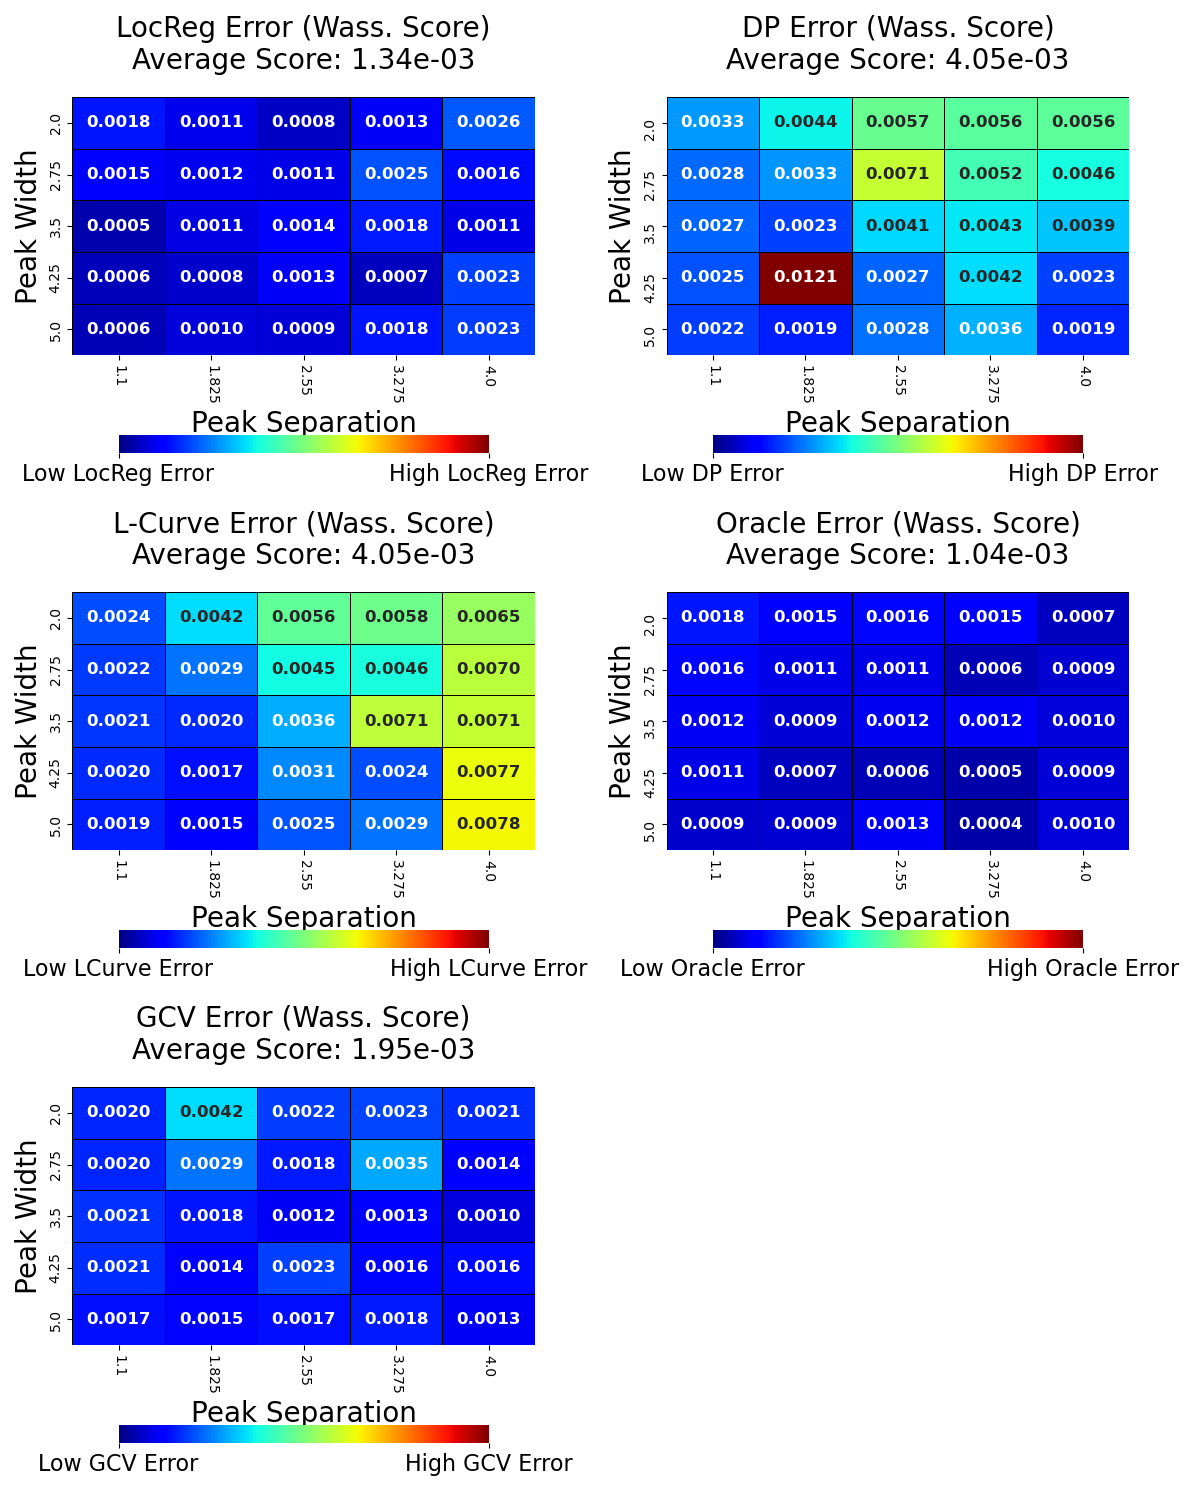 LocReg Error (Wass. Score)
Average Score: 1.34e-03
Peak Width
2.0 0.0018 0.0011 0.0008 0.0013 0.0026
2.75 0.0015 0.0012 0.0011 0.0025 0.0016
3.5 0.0005 0.0011 0.0014 0.0018 0.0011
4.25 0.0006 0.0008 0.0013 0.0007 0.0023
5.0 0.0006 0.0010 0.0009 0.0018 0.0023
1.1 1.825 2.55 3.275 4.0
Peak Separation
Low LocReg Error High LocReg Error
DP Error (Wass. Score)
Average Score: 4.05e-03
Peak Width
2.0 0.0033 0.0044 0.0057 0.0056 0.0056
2.75 0.0028 0.0033 0.0071 0.0052 0.0046
3.5 0.0027 0.0023 0.0041 0.0043 0.0039
4.25 0.0025 0.0121 0.0027 0.0042 0.0023
5.0 0.0022 0.0019 0.0028 0.0036 0.0019
1.1 1.825 2.55 3.275 4.0
Peak Separation
Low DP Error High DP Error
L-Curve Error (Wass. Score)
Average Score: 4.05e-03
Peak Width
2.0 0.0024 0.0042 0.0056 0.0058 0.0065
2.75 0.0022 0.0029 0.0045 0.0046 0.0070
3.5 0.0021 0.0020 0.0036 0.0071 0.0071
4.25 0.0020 0.0017 0.0031 0.0024 0.0077
5.0 0.0019 0.0015 0.0025 0.0029 0.0078
1.1 1.825 2.55 3.275 4.0
Peak Separation
Low LCurve Error High LCurve Error
Oracle Error (Wass. Score)
Average Score: 1.04e-03
Peak Width
2.0 0.0018 0.0015 0.0016 0.0015 0.0007
2.75 0.0016 0.0011 0.0011 0.0006 0.0009
3.5 0.0012 0.0009 0.0012 0.0012 0.0010
4.25 0.0011 0.0007 0.0006 0.0005 0.0009
5.0 0.0009 0.0009 0.0013 0.0004 0.0010
1.1 1.825 2.55 3.275 4.0
Peak Separation
Low Oracle Error High Oracle Error
GCV Error (Wass. Score)
Average Score: 1.95e-03
Peak Width
2.0 0.0020 0.0042 0.0022 0.0023 0.0021
2.75 0.0020 0.0029 0.0018 0.0035 0.0014
3.5 0.0021 0.0018 0.0012 0.0013 0.0010
4.25 0.0021 0.0014 0.0023 0.0016 0.0016
5.0 0.0017 0.0015 0.0017 0.0018 0.0013
1.1 1.825 2.55 3.275 4.0
Peak Separation
Low GCV Error High GCV Error